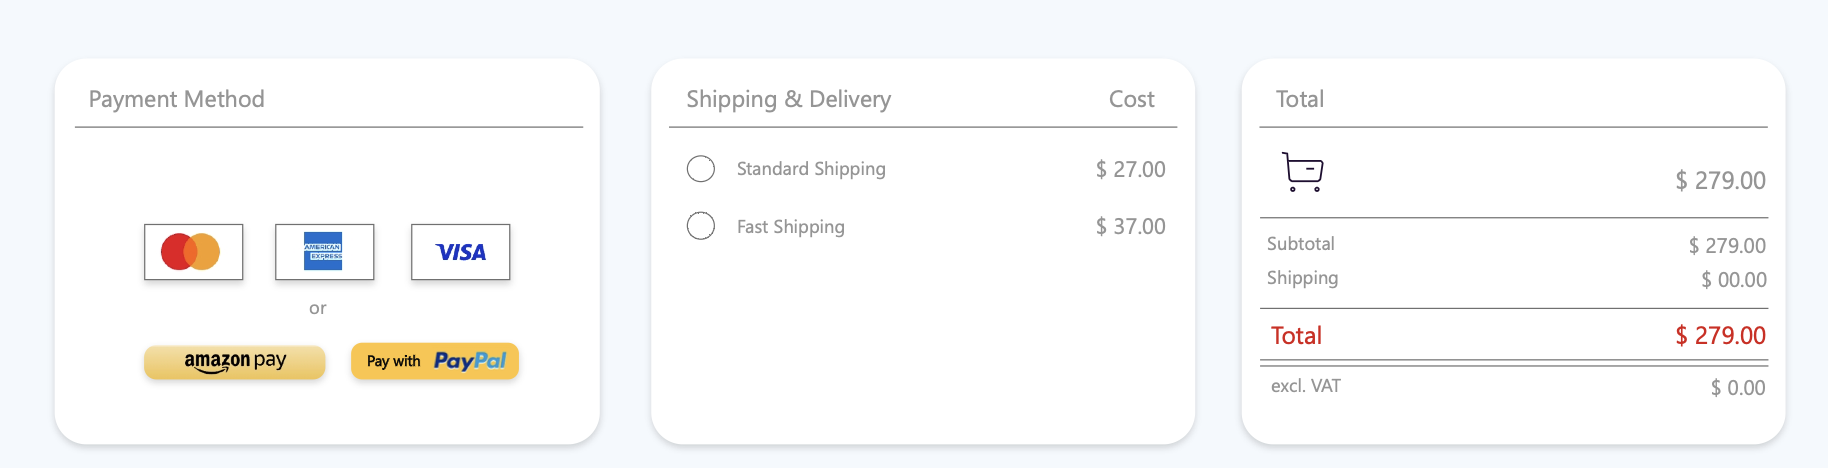 Payment Method
AMERICAN
EXPRESS
VISA
or
amazon pay
Pay with PayPal
Shipping & Delivery Cost
Standard Shipping $ 27.00
Fast Shipping $ 37.00
Total
$ 279.00
Subtotal $ 279.00
Shipping $ 00.00
Total $ 279.00
excl. VAT $ 0.00